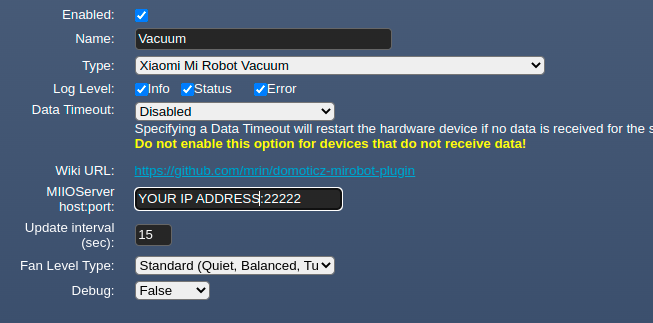 Enabled:
Name: Vacuum
Type: Xiaomi Mi Robot Vacuum
Log Level: Info Status Error
Data Timeout: Disabled
Specifying a Data Timeout will restart the hardware device if no data is received for the s
Do not enable this option for devices that do not receive data!
Wiki URL: https://github.com/mrin/domoticz-mirobot-plugin
MIIOServer
host:port: YOUR IP ADDRESS:22222
Update interval
(sec): 15
Fan Level Type: Standard (Quiet, Balanced, Tu
Debug: False